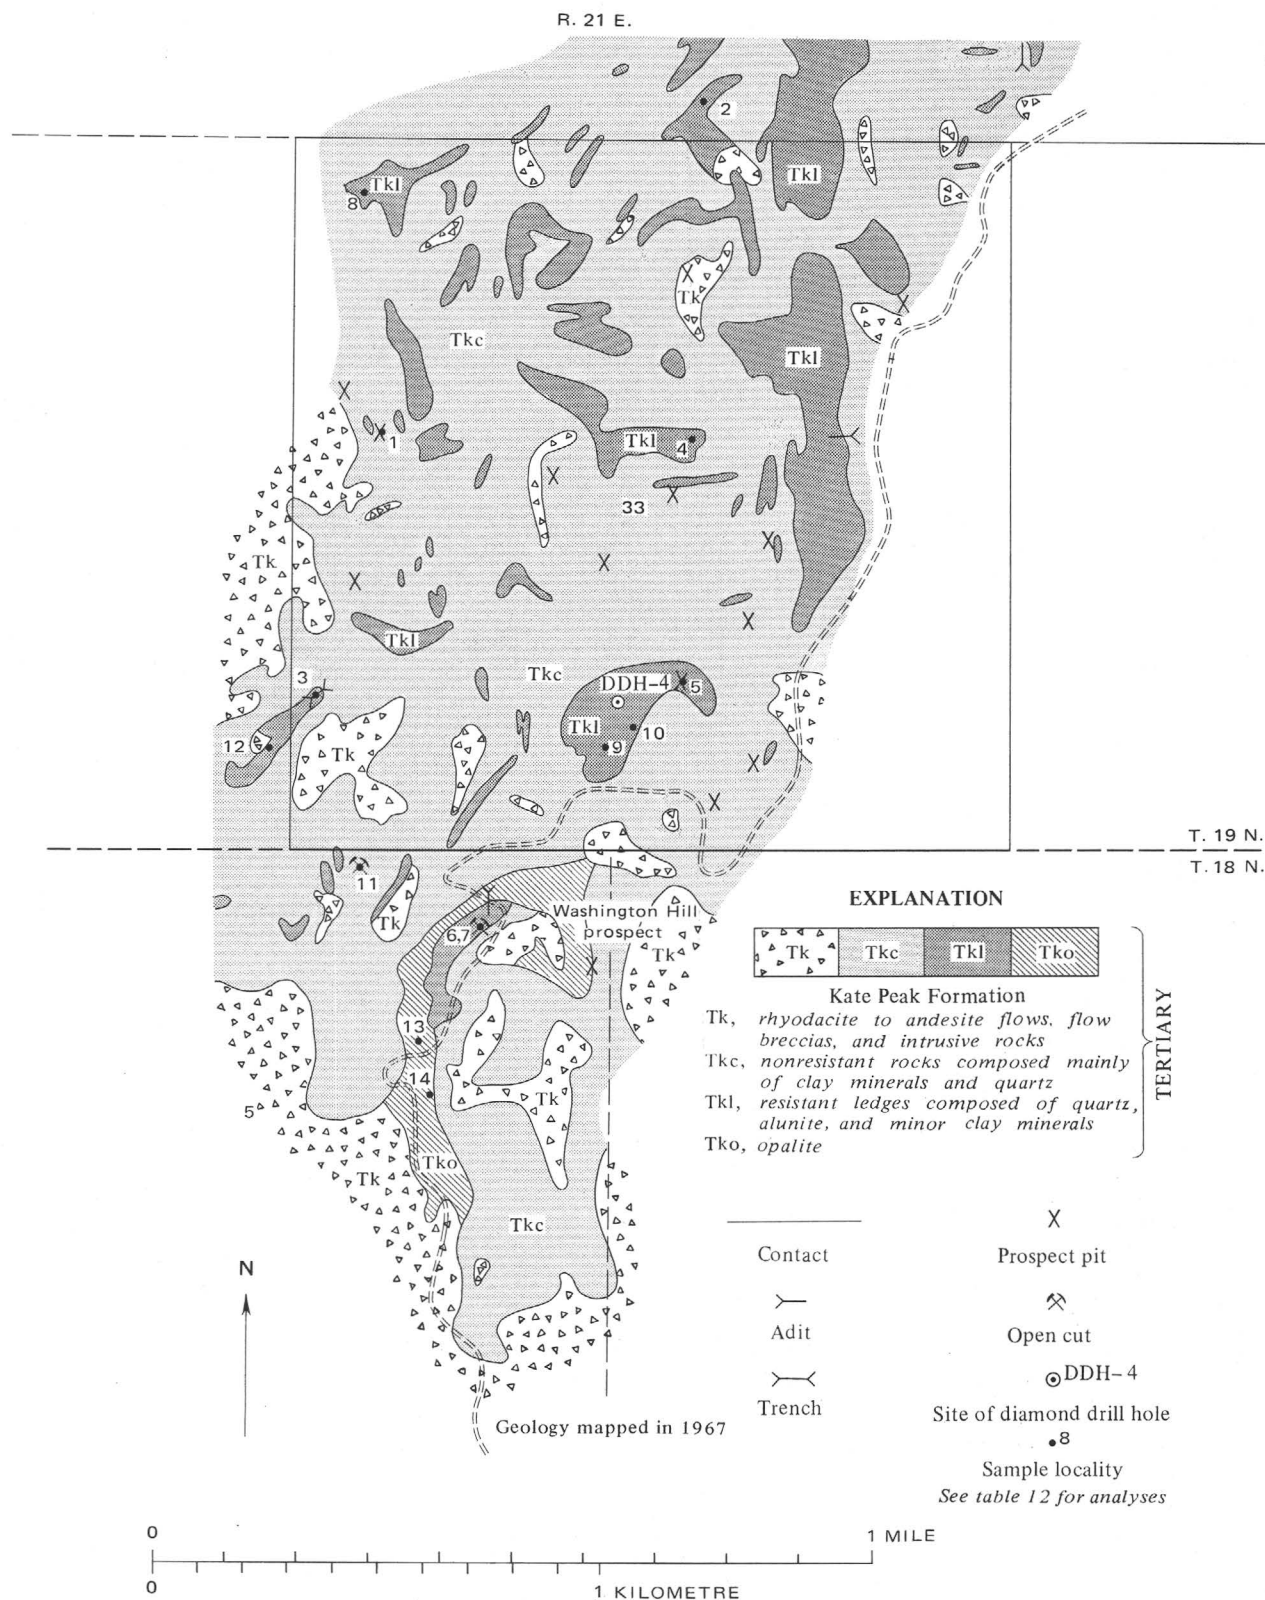 R. 21 E.
2
Tkl
Tkl
8
Tk
Tkc
Tkl
1
Tkl
4
33
Tk
Tkl
3
Tkc
DDH-4
5
Tkl
10
12
Tk
9
T. 19 N.
T. 18 N.
11
Tk
Washington Hill
prospect
6,7
Tk
13
14
Tk
5
Tko
Tk
Tkc
N
Geology mapped in 1967
EXPLANATION
Tk
Tkc
Tkl
Tko
Kate Peak Formation
Tk, rhyodacite to andesite flows, flow
breccias, and intrusive rocks
Tkc, nonresistant rocks composed mainly
of clay minerals and quartz
Tkl, resistant ledges composed of quartz,
alunite, and minor clay minerals
Tko, opalite
TERTIARY
Contact
Prospect pit
Adit
Open cut
DDH-4
Trench
Site of diamond drill hole
8
Sample locality
See table 12 for analyses
0
1 MILE
0
1 KILOMETRE